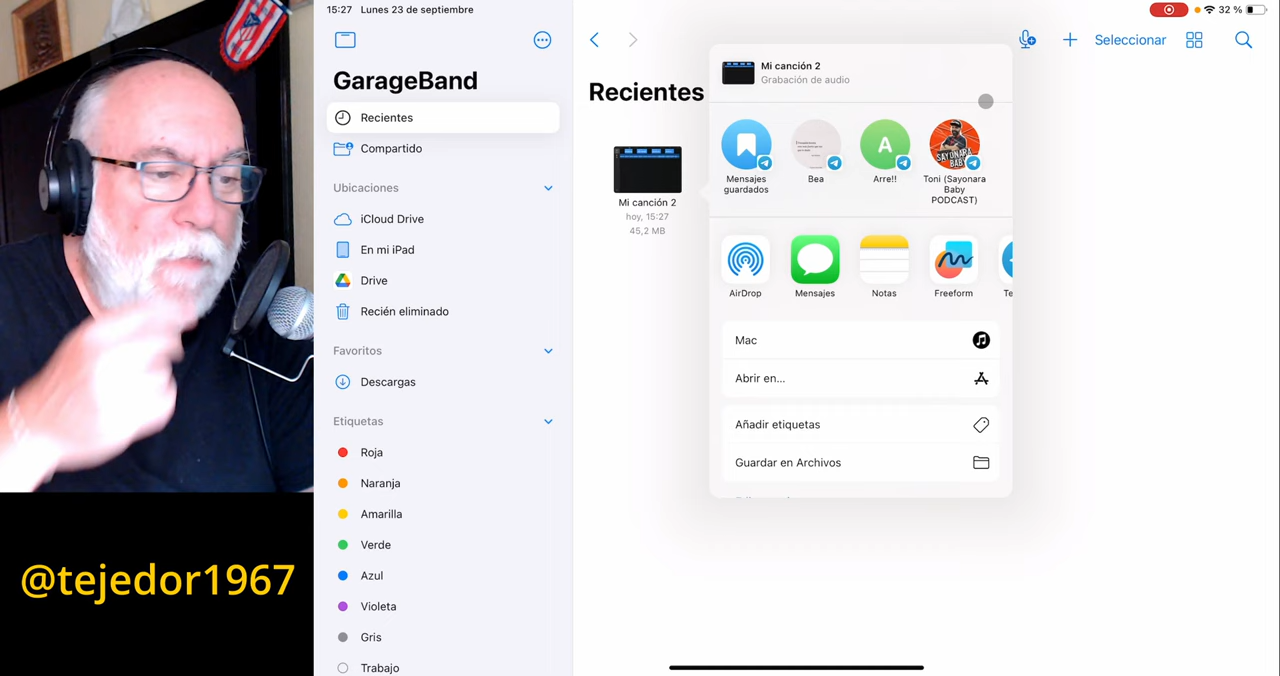 15:27 Lunes 23 de septiembre
32 %
GarageBand
Recientes
Compartido
Ubicaciones
iCloud Drive
En mi iPad
Drive
Recién eliminado
Favoritos
Descargas
Etiquetas
Roja
Naranja
Amarilla
Verde
Azul
Violeta
Gris
Trabajo
Seleccionar
Recientes
Mi canción 2
hoy, 15:27
45,2 MB
Mi canción 2
Grabación de audio
A
SAYONARA
BABY
Mensajes
guardados
Bea
Arre!!
Toni (Sayonara
Baby
PODCAST)
AirDrop
Mensajes
Notas
Freeform
Te
Mac
Abrir en...
Añadir etiquetas
Guardar en Archivos
@tejedor1967